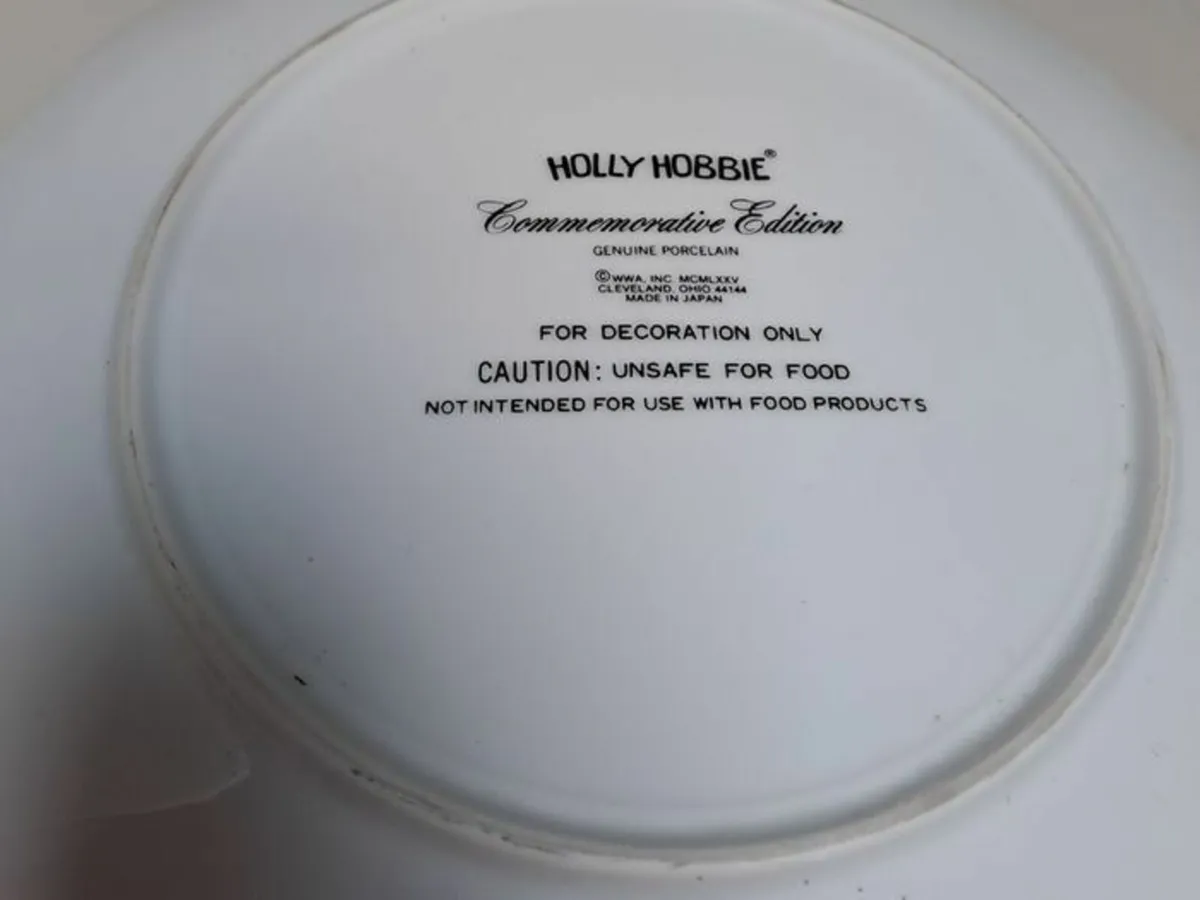 HOLLY HOBBIE®
Commemorative Edition
GENUINE PORCELAIN
©WWA, INC. MCMLXXV
CLEVELAND, OHIO 44144
MADE IN JAPAN
FOR DECORATION ONLY
CAUTION: UNSAFE FOR FOOD
NOT INTENDED FOR USE WITH FOOD PRODUCTS